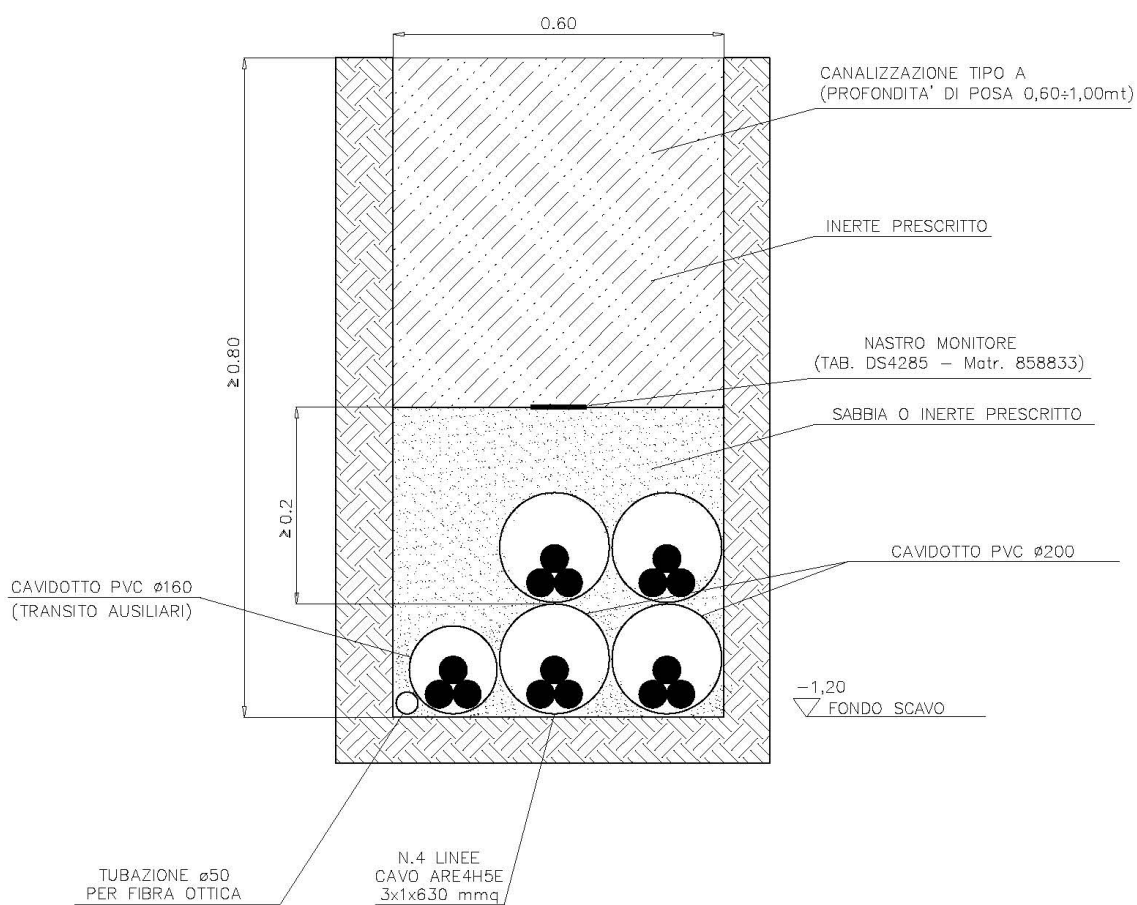 0.60
CANALIZZAZIONE TIPO A
(PROFONDITA' DI POSA 0,60÷1,00mt)
INERTE PRESCRITTO
NASTRO MONITORE
(TAB. DS4285 – Matr. 858833)
≥0.80
SABBIA O INERTE PRESCRITTO
≥0.2
CAVIDOTTO PVC ø200
CAVIDOTTO PVC ø160
(TRANSITO AUSILIARI)
−1,20
FONDO SCAVO
N.4 LINEE
CAVO ARE4H5E
3x1x630 mmq
TUBAZIONE ø50
PER FIBRA OTTICA